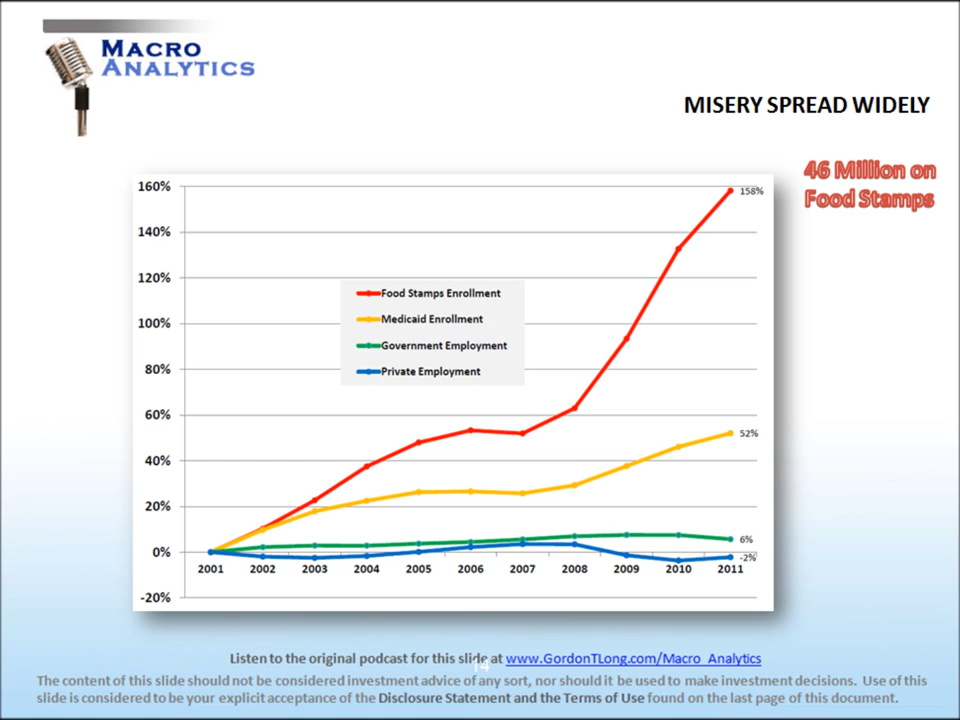 MACRO
ANALYTICS
MISERY SPREAD WIDELY
46 Million on
Food Stamps
160%
158%
140%
120%
Food Stamps Enrollment
100%
Medicaid Enrollment
Government Employment
80%
Private Employment
60%
52%
40%
20%
6%
0%
-2%
2001 2002 2003 2004 2005 2006 2007 2008 2009 2010 2011
-20%
Listen to the original podcast for this slide at www.GordonTLong.com/Macro_Analytics
14
The content of this slide should not be considered investment advice of any sort, nor should it be used to make investment decisions. Use of this
slide is considered to be your explicit acceptance of the Disclosure Statement and the Terms of Use found on the last page of this document.